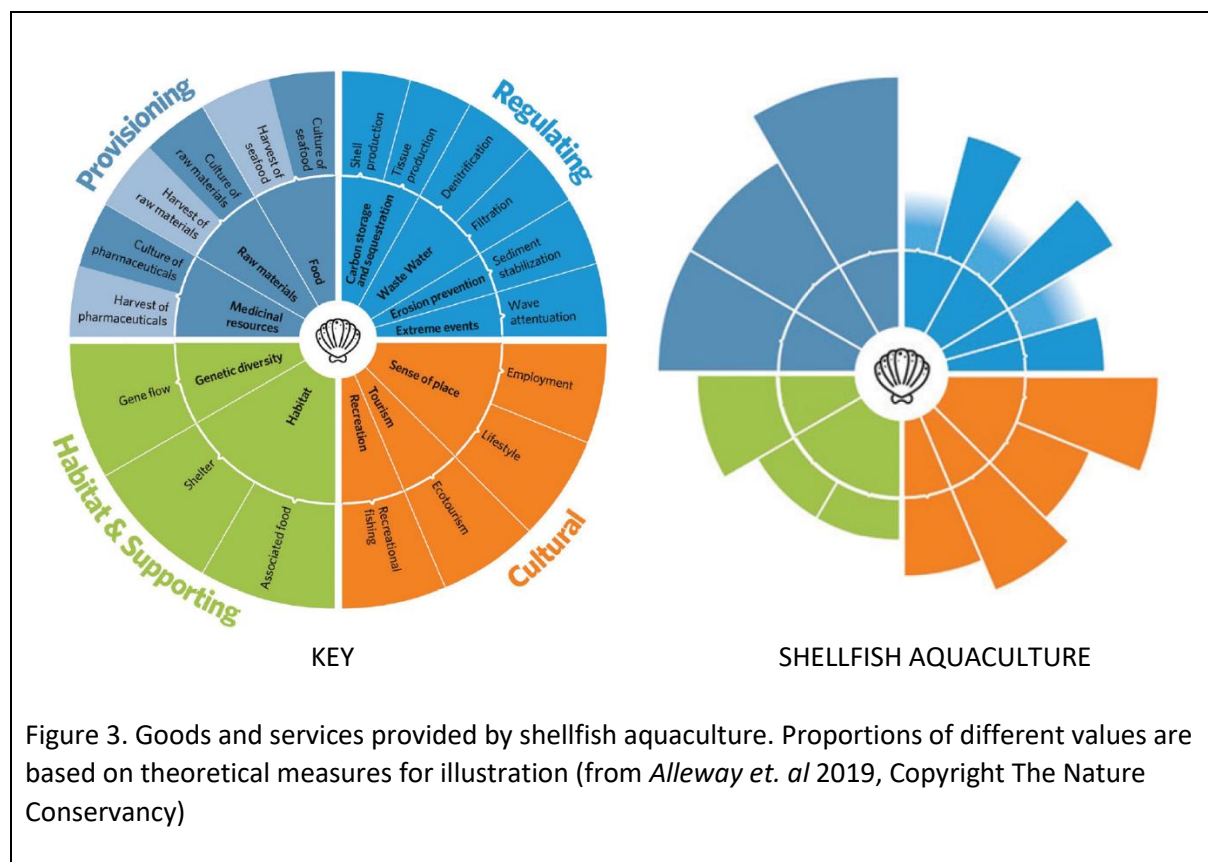 Provisioning
Regulating
Habitat & Supporting
Cultural
Harvest of
pharmaceuticals
Culture of
pharmaceuticals
Harvest of
raw materials
Culture of
raw materials
Harvest of
seafood
Culture of
seafood
Shell
production
Tissue
production
Denitrification
Filtration
Sediment
stabilization
Wave
attentuation
Medicinal
resources
Raw materials
Food
Carbon storage
and sequestration
Waste Water
Erosion prevention
Extreme events
Genetic diversity
Habitat
Recreation
Tourism
Sense of place
Gene flow
Shelter
Associated food
Recreational
fishing
Ecotourism
Lifestyle
Employment
KEY
SHELLFISH AQUACULTURE
Figure 3. Goods and services provided by shellfish aquaculture. Proportions of different values are
based on theoretical measures for illustration (from Alleway et. al 2019, Copyright The Nature
Conservancy)